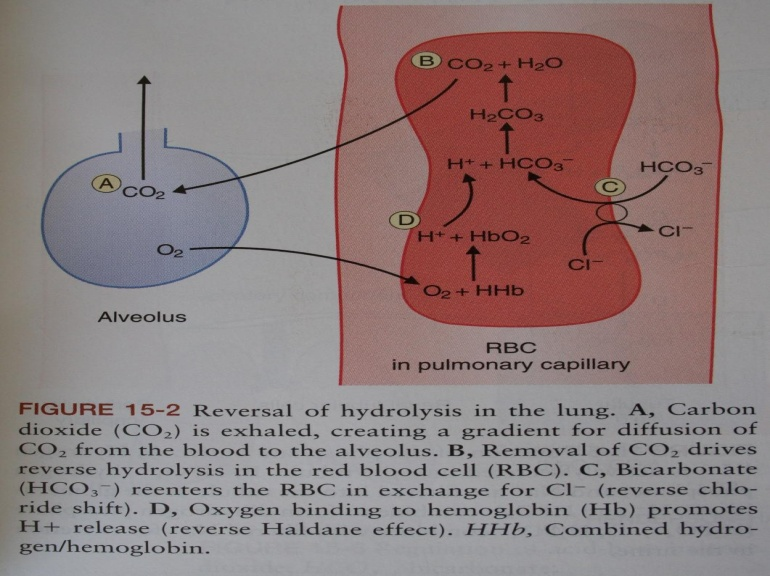 B CO₂ + H₂O
H₂CO₃
H⁺ + HCO₃⁻
HCO₃⁻
A CO₂
C
D
H⁺ + HbO₂
Cl⁻
O₂
Cl⁻
O₂ + HHb
Alveolus
RBC
in pulmonary capillary
FIGURE 15-2 Reversal of hydrolysis in the lung. A, Carbon
dioxide (CO₂) is exhaled, creating a gradient for diffusion of
CO₂ from the blood to the alveolus. B, Removal of CO₂ drives
reverse hydrolysis in the red blood cell (RBC). C, Bicarbonate
(HCO₃⁻) reenters the RBC in exchange for Cl⁻ (reverse chlo-
ride shift). D, Oxygen binding to hemoglobin (Hb) promotes
H+ release (reverse Haldane effect). HHb, Combined hydro-
gen/hemoglobin.